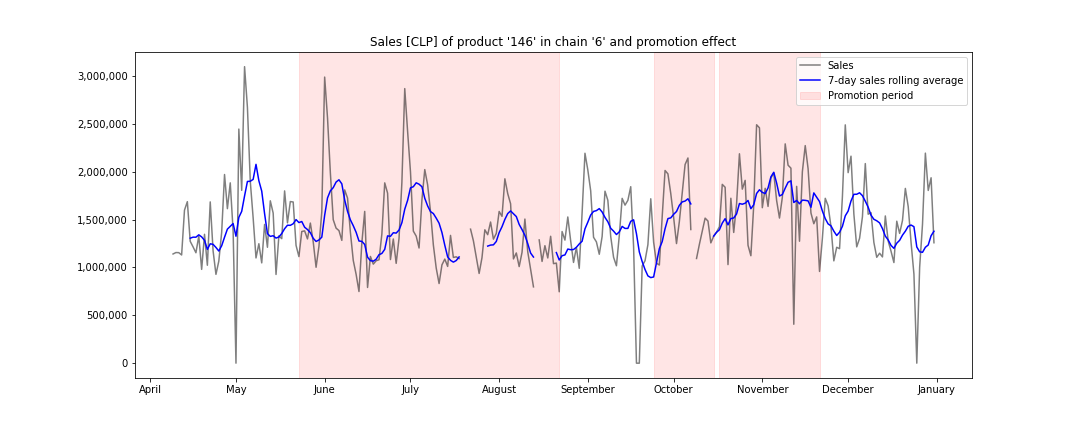 Sales [CLP] of product '146' in chain '6' and promotion effect
Sales
7-day sales rolling average
Promotion period
3,000,000
2,500,000
2,000,000
1,500,000
1,000,000
500,000
0
April May June July August September October November December January